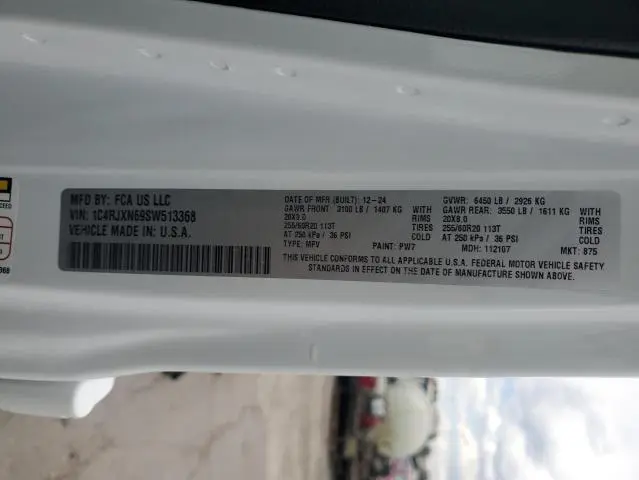 MFD BY: FCA US LLC
VIN: 1C4RJXN69SW513368
VEHICLE MADE IN: U.S.A.
DATE OF MFR (BUILT): 12-24
GAWR FRONT: 3100 LB / 1407 KG WITH
20X8.0 RIMS
255/60R20 113T TIRES
AT 250 kPa / 36 PSI COLD
TYPE: MPV PAINT: PW7
GVWR: 6450 LB / 2926 KG
GAWR REAR: 3550 LB / 1611 KG WITH
20X8.0 RIMS
255/60R20 113T TIRES
AT 250 kPa / 36 PSI COLD
MDH: 112107 MKT: 875
THIS VEHICLE CONFORMS TO ALL APPLICABLE U.S.A. FEDERAL MOTOR VEHICLE SAFETY
STANDARDS IN EFFECT ON THE DATE OF MANUFACTURE SHOWN ABOVE.